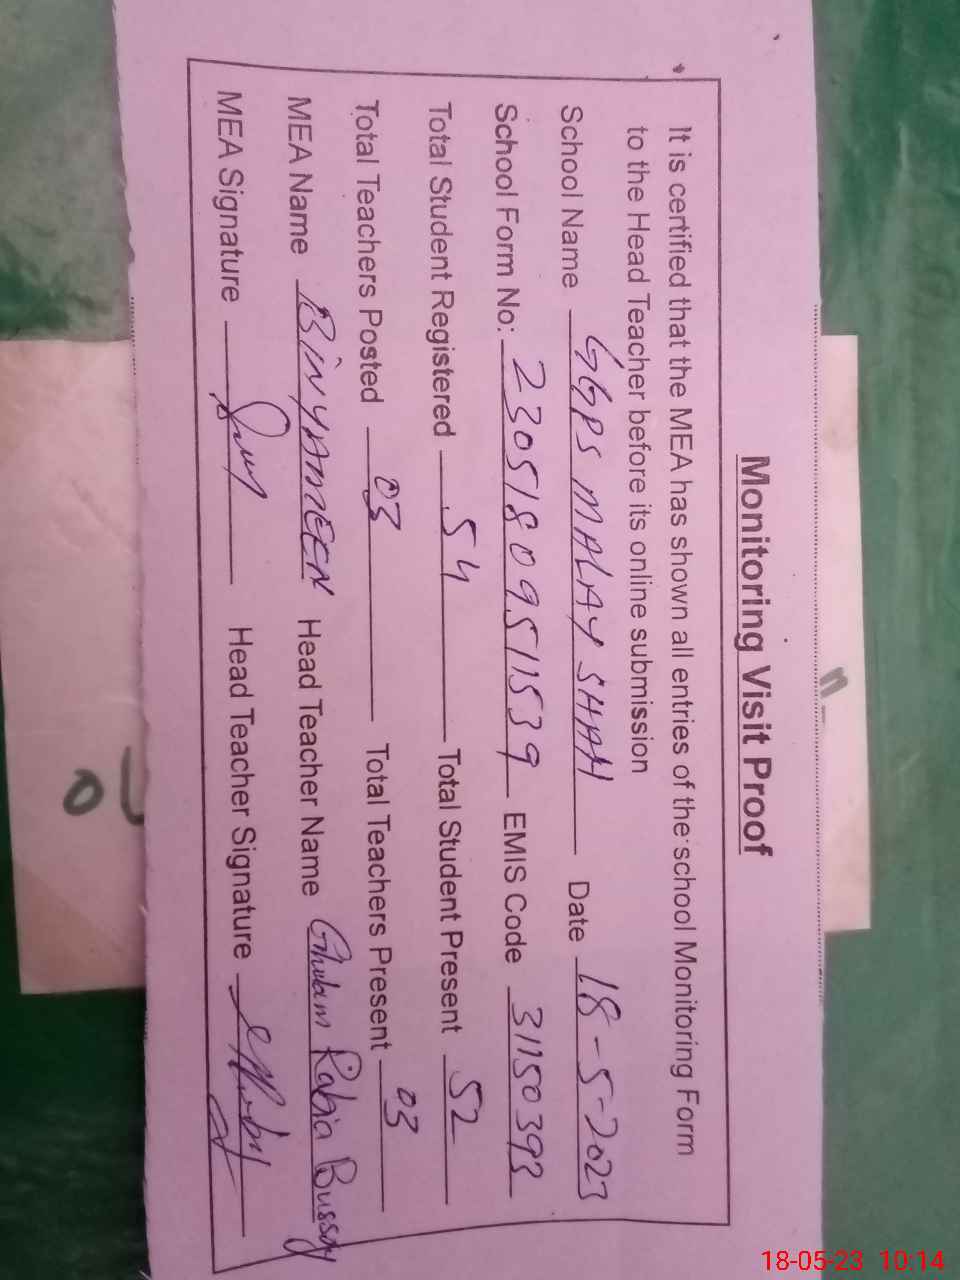 Monitoring Visit Proof
It is certified that the MEA has shown all entries of the school Monitoring Form
to the Head Teacher before its online submission
School Name GGPS MALAY SHAH Date 18-5-2023
School Form No: 23051809511539 EMIS Code 31150393
Total Student Registered 54 Total Student Present 52
Total Teachers Posted 03 Total Teachers Present 03
MEA Name BINYAMEEN Head Teacher Name Ghulam Rabia Bussry
MEA Signature Head Teacher Signature
18-05-23 10:14